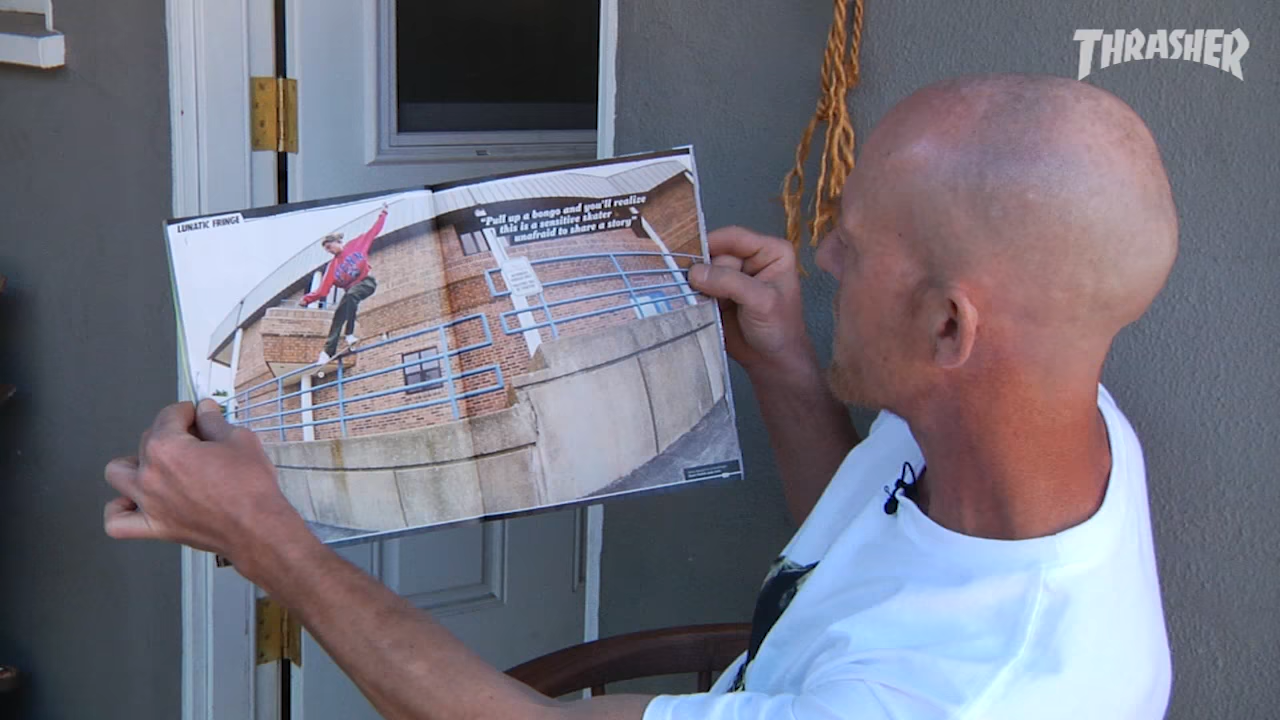 THRASHER
LUNATIC FRINGE
“Pull up a bongo and you'll realize
this is a sensitive skater
unafraid to share a story”